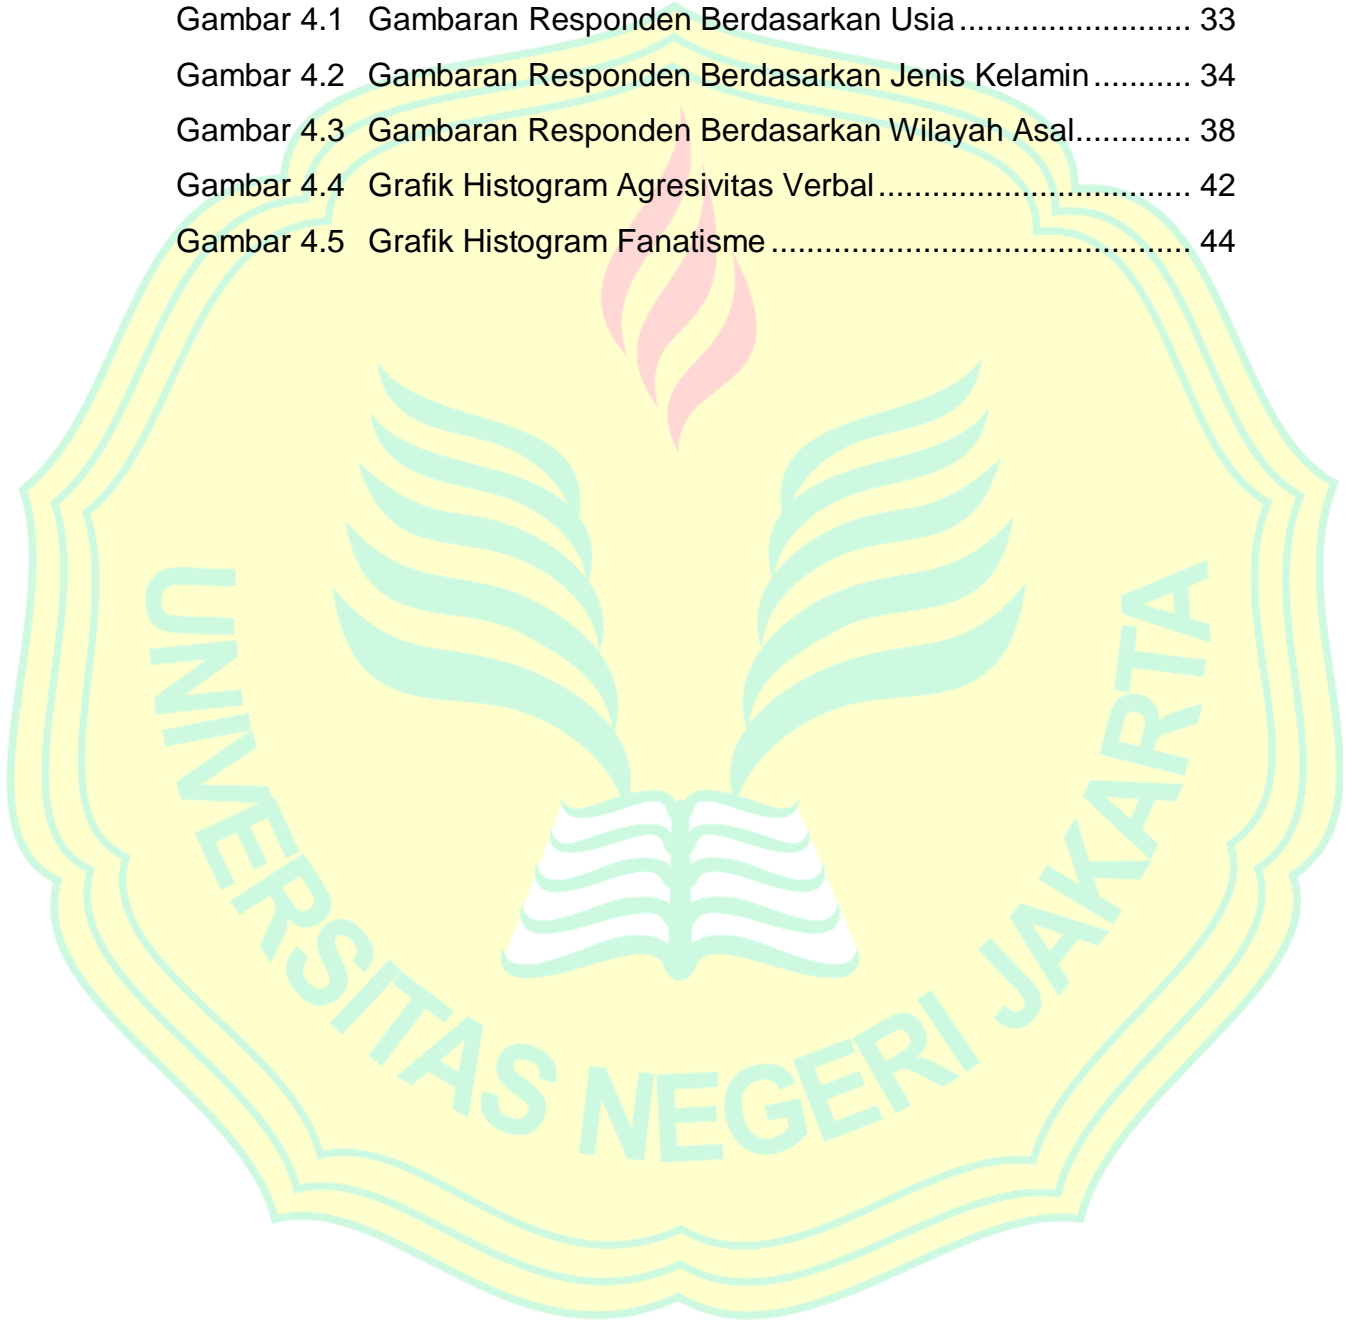 Gambar 4.1 Gambaran Responden Berdasarkan Usia .......................... 33
Gambar 4.2 Gambaran Responden Berdasarkan Jenis Kelamin ........... 34
Gambar 4.3 Gambaran Responden Berdasarkan Wilayah Asal............. 38
Gambar 4.4 Grafik Histogram Agresivitas Verbal ................................... 42
Gambar 4.5 Grafik Histogram Fanatisme ............................................... 44
UNIVERSITAS NEGERI JAKARTA